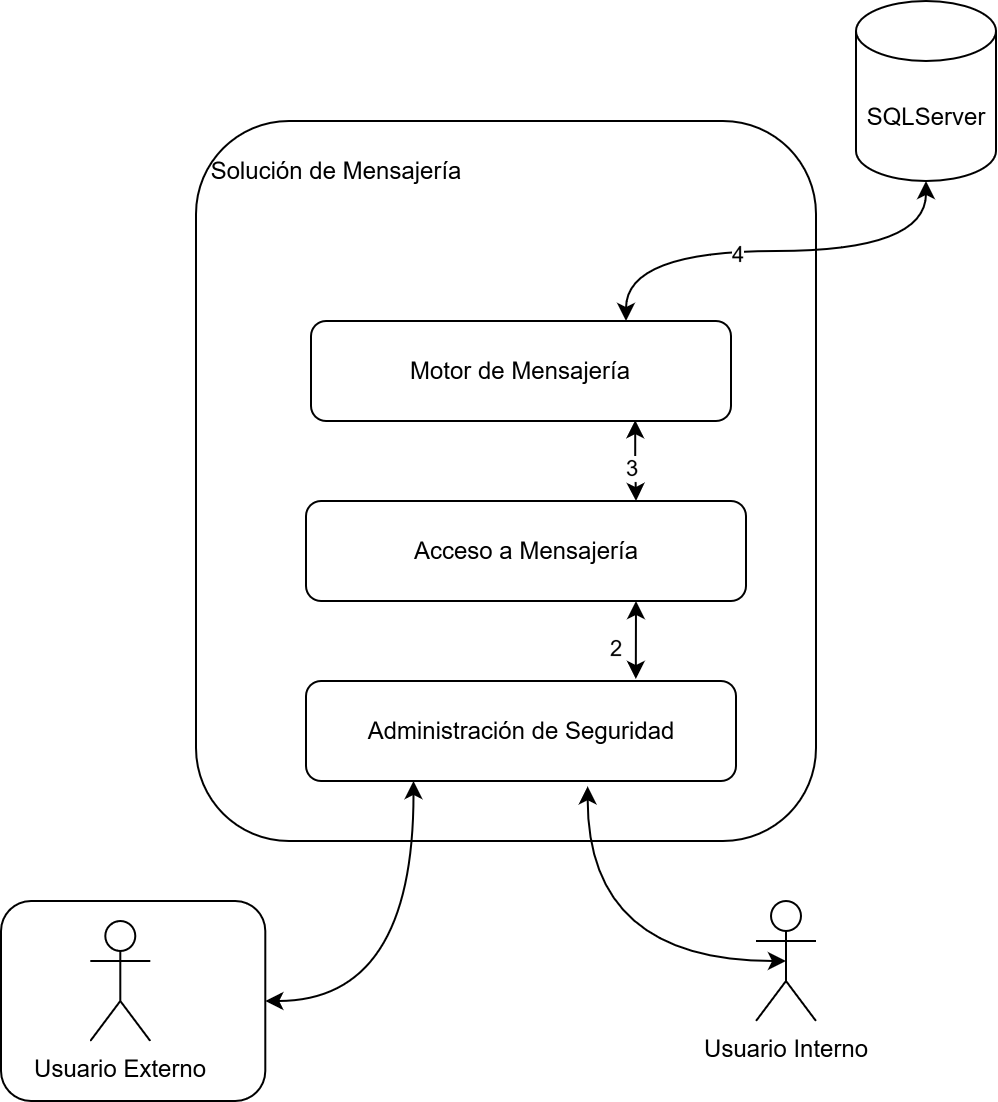 SQLServer
Solución de Mensajería
4
Motor de Mensajería
3
Acceso a Mensajería
2
Administración de Seguridad
Usuario Externo
Usuario Interno